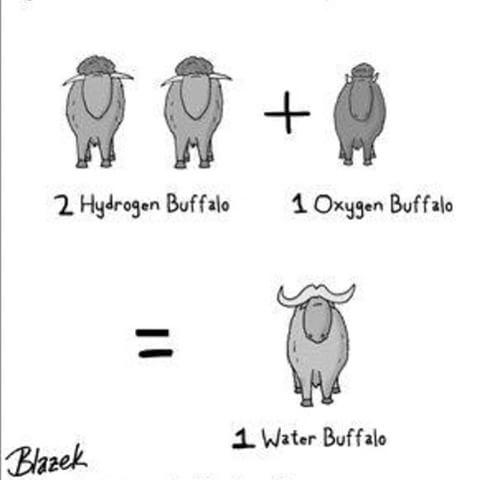 2 Hydrogen Buffalo
+
1 Oxygen Buffalo
=
1 Water Buffalo
Blazek